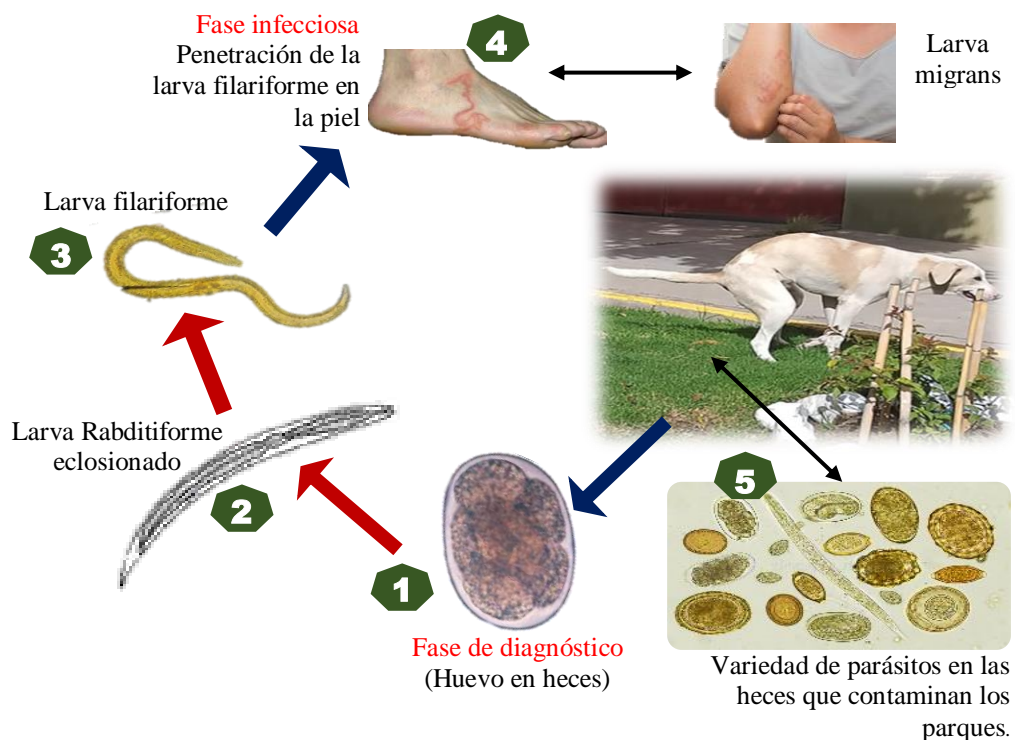 Fase infecciosa
Penetración de la
larva filariforme en
la piel
4
Larva
migrans
Larva filariforme
3
Larva Rabditiforme
eclosionado
2
1
Fase de diagnóstico
(Huevo en heces)
5
Variedad de parásitos en las
heces que contaminan los
parques.